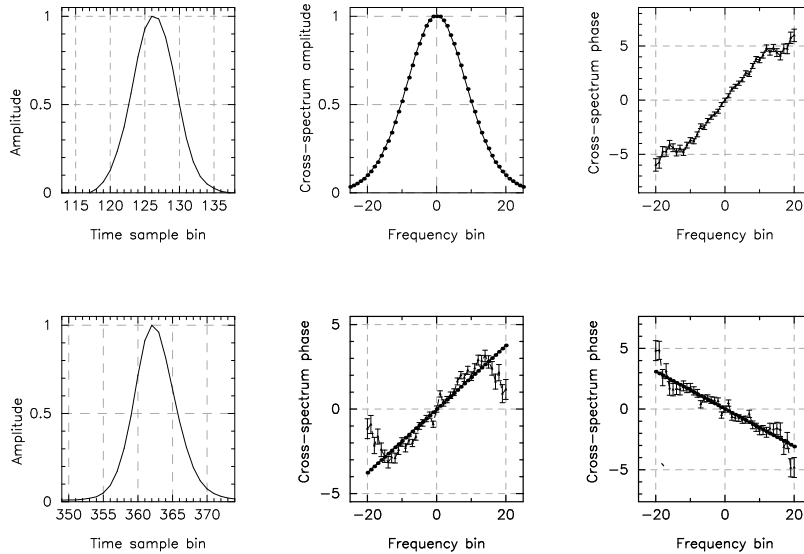 Amplitude
1
0.5
0
115 120 125 130 135
Time sample bin
Cross-spectrum amplitude
1
0.5
0
-20 0 20
Frequency bin
Cross-spectrum phase
5
0
-5
-20 0 20
Frequency bin
Amplitude
1
0.5
0
350 355 360 365 370
Time sample bin
Cross-spectrum phase
5
0
-5
-20 0 20
Frequency bin
Cross-spectrum phase
5
0
-5
-20 0 20
Frequency bin